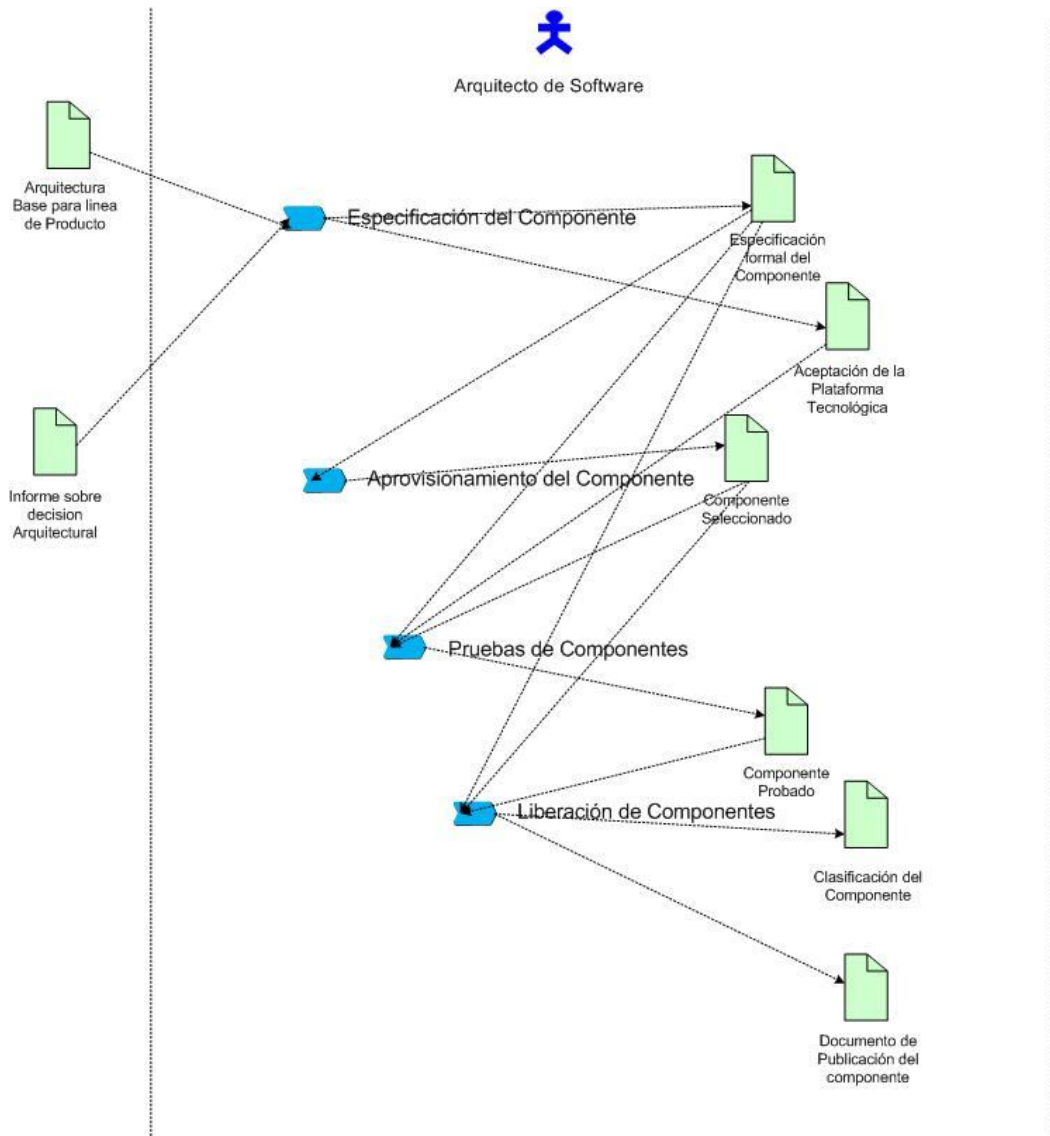 Arquitecto de Software
Arquitectura
Base para linea
de Producto
Especificación del Componente
Especificación
formal del
Componente
Aceptación de la
Plataforma
Tecnológica
Informe sobre
decision
Arquitectural
Aprovisionamiento del Componente
Componente
Seleccionado
Pruebas de Componentes
Componente
Probado
Liberación de Componentes
Clasificación del
Componente
Documento de
Publicación del
componente